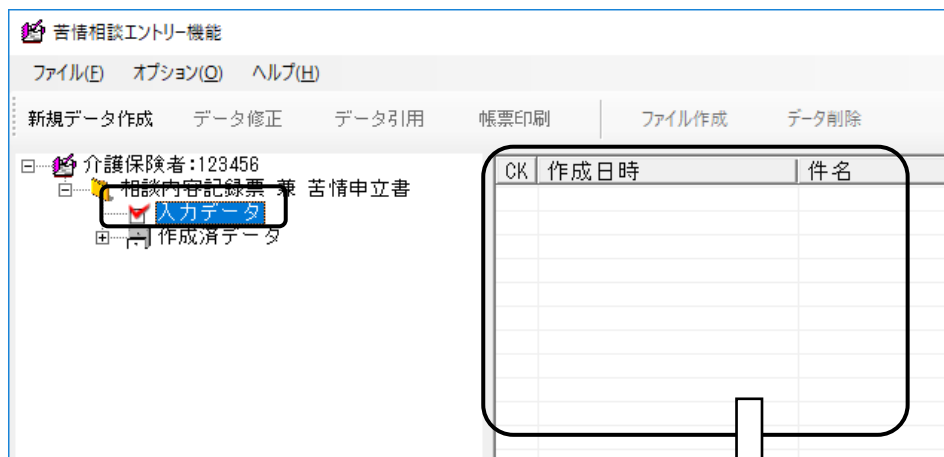 苦情相談エントリー機能
ファイル(F) オプション(O) ヘルプ(H)
新規データ作成 データ修正 データ引用 帳票印刷 ファイル作成 データ削除
介護保険者:123456
相談内容記録票 兼 苦情申立書
入力データ
作成済データ
CK 作成日時 件名